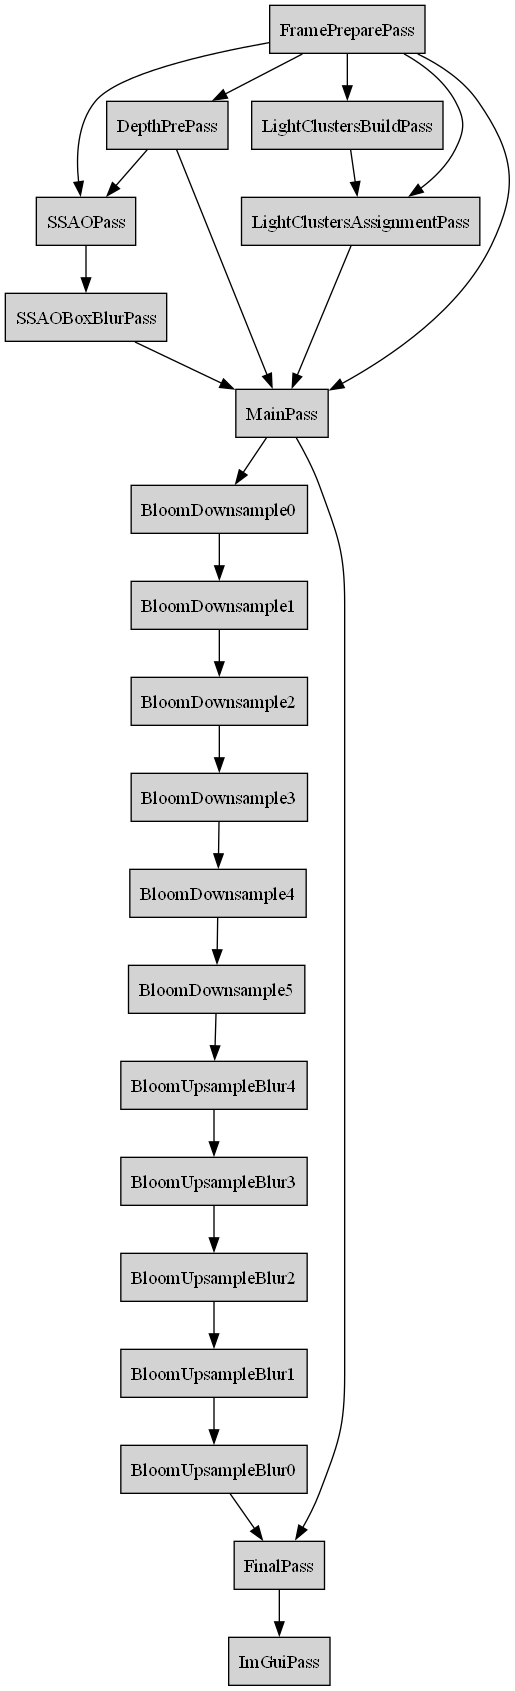 FramePreparePass
DepthPrePass
LightClustersBuildPass
SSAOPass
LightClustersAssignmentPass
SSAOBoxBlurPass
MainPass
BloomDownsample0
BloomDownsample1
BloomDownsample2
BloomDownsample3
BloomDownsample4
BloomDownsample5
BloomUpsampleBlur4
BloomUpsampleBlur3
BloomUpsampleBlur2
BloomUpsampleBlur1
BloomUpsampleBlur0
FinalPass
ImGuiPass